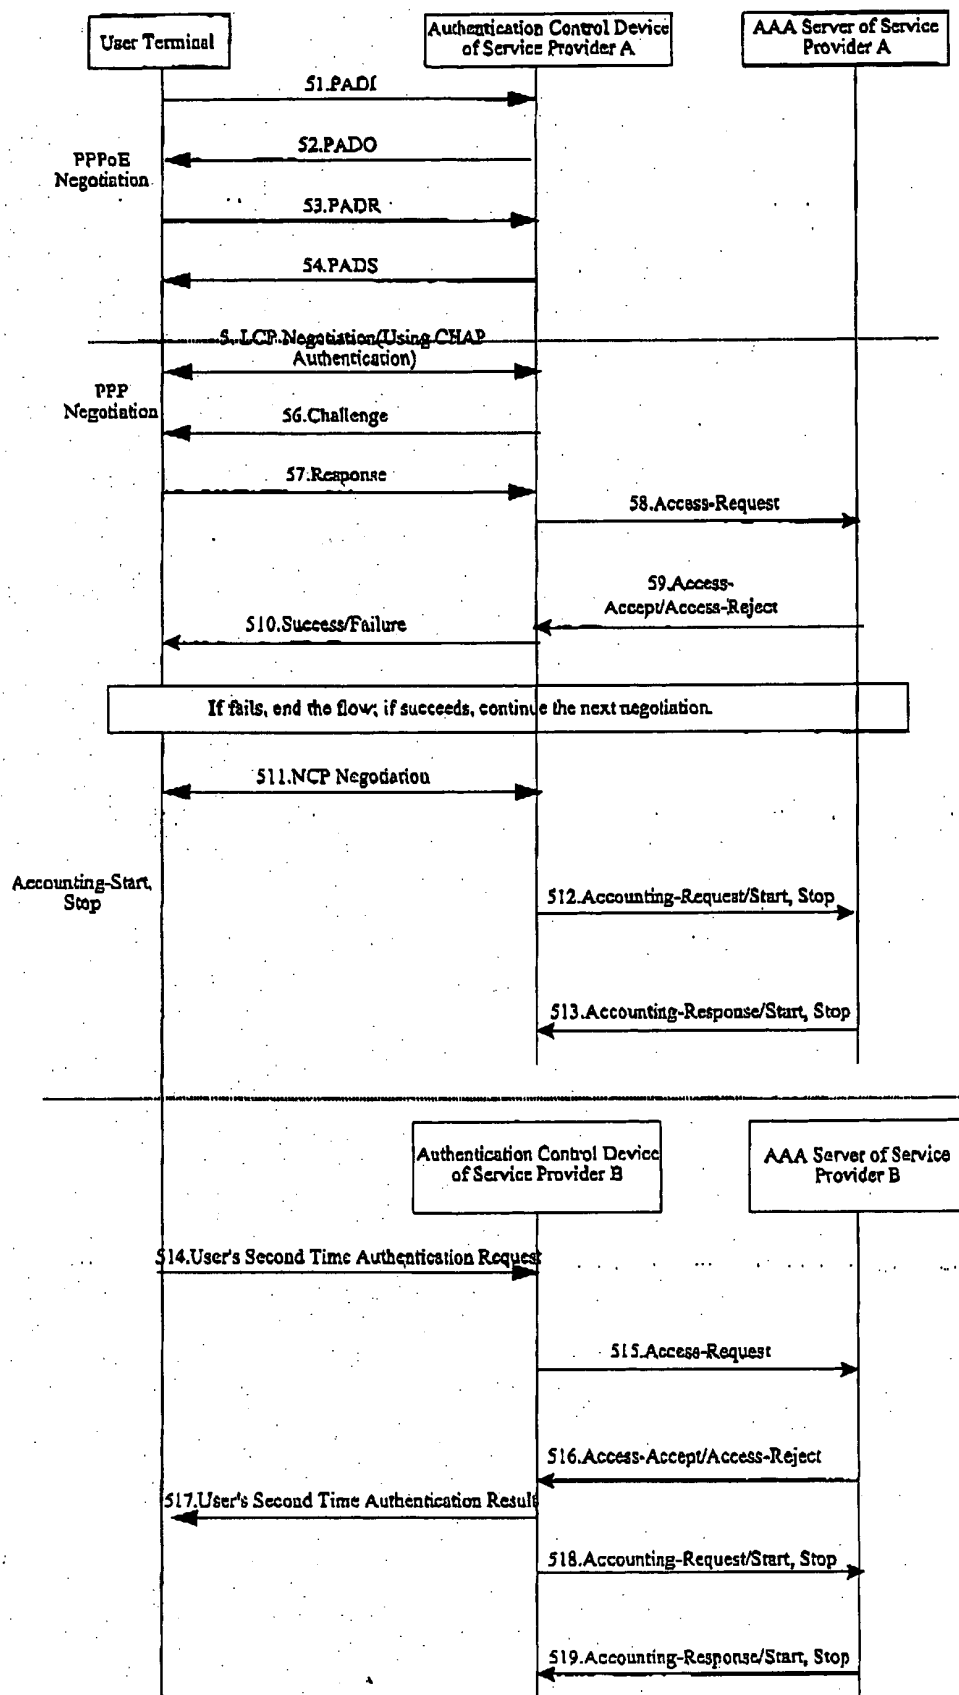 User Terminal
Authentication Control Device
of Service Provider A
AAA Server of Service
Provider A
51.PADI
52.PADO
PPPoE
Negotiation
53.PADR
54.PADS
5. LCP Negotiation(Using CHAP
Authentication)
PPP
Negotiation
56.Challenge
57.Response
58.Access-Request
59.Access-
Accept/Access-Reject
510.Success/Failure
If fails, end the flow; if succeeds, continue the next negotiation.
511.NCP Negotiation
Accounting-Start,
Stop
512.Accounting-Request/Start, Stop
513.Accounting-Response/Start, Stop
Authentication Control Device
of Service Provider B
AAA Server of Service
Provider B
514.User's Second Time Authentication Request
515.Access-Request
516.Access-Accept/Access-Reject
517.User's Second Time Authentication Result
518.Accounting-Request/Start, Stop
519.Accounting-Response/Start, Stop